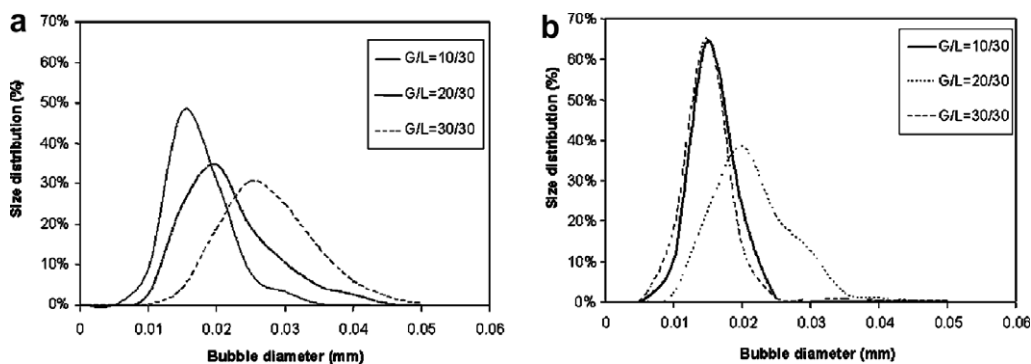 a
70%
60%
50%
40%
30%
20%
10%
0%
Size distribution (%)
G/L=10/30
G/L=20/30
G/L=30/30
0
0.01
0.02
0.03
0.04
0.05
0.06
Bubble diameter (mm)
b
70%
60%
50%
40%
30%
20%
10%
0%
Size distribution (%)
G/L=10/30
G/L=20/30
G/L=30/30
0
0.01
0.02
0.03
0.04
0.05
0.06
Bubble diameter (mm)